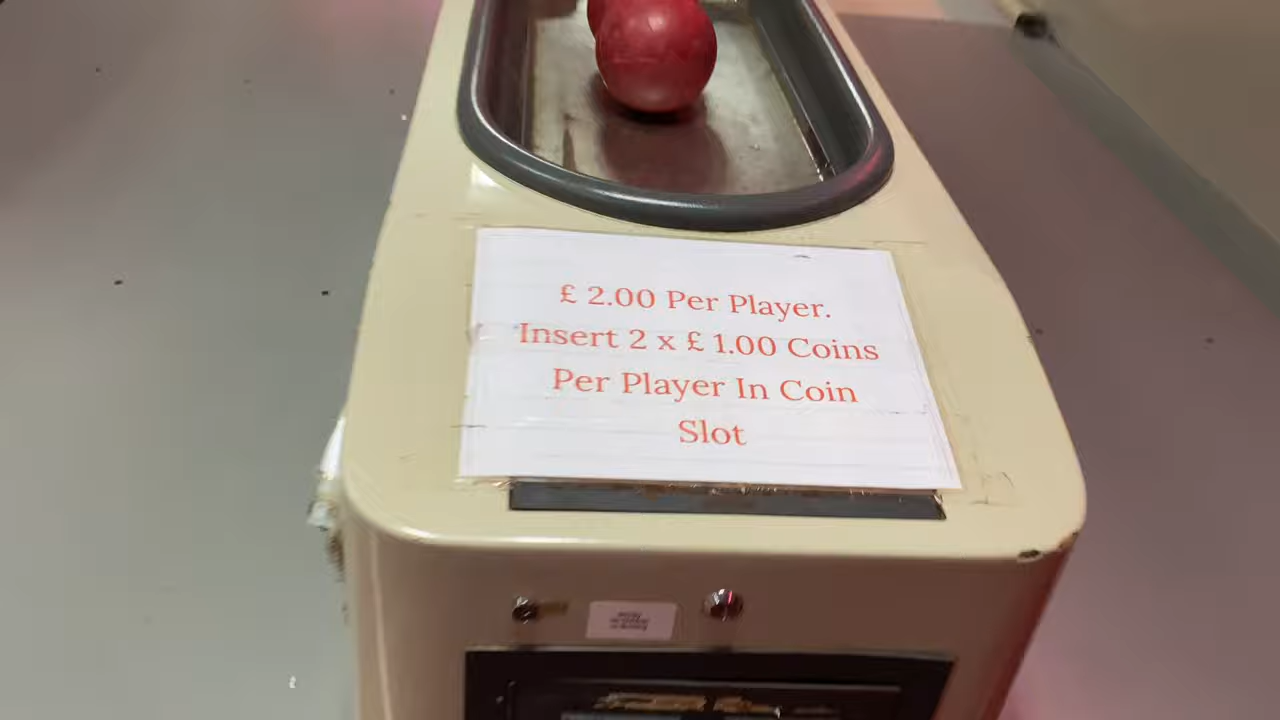 £ 2.00 Per Player.
Insert 2 x £ 1.00 Coins
Per Player In Coin
Slot